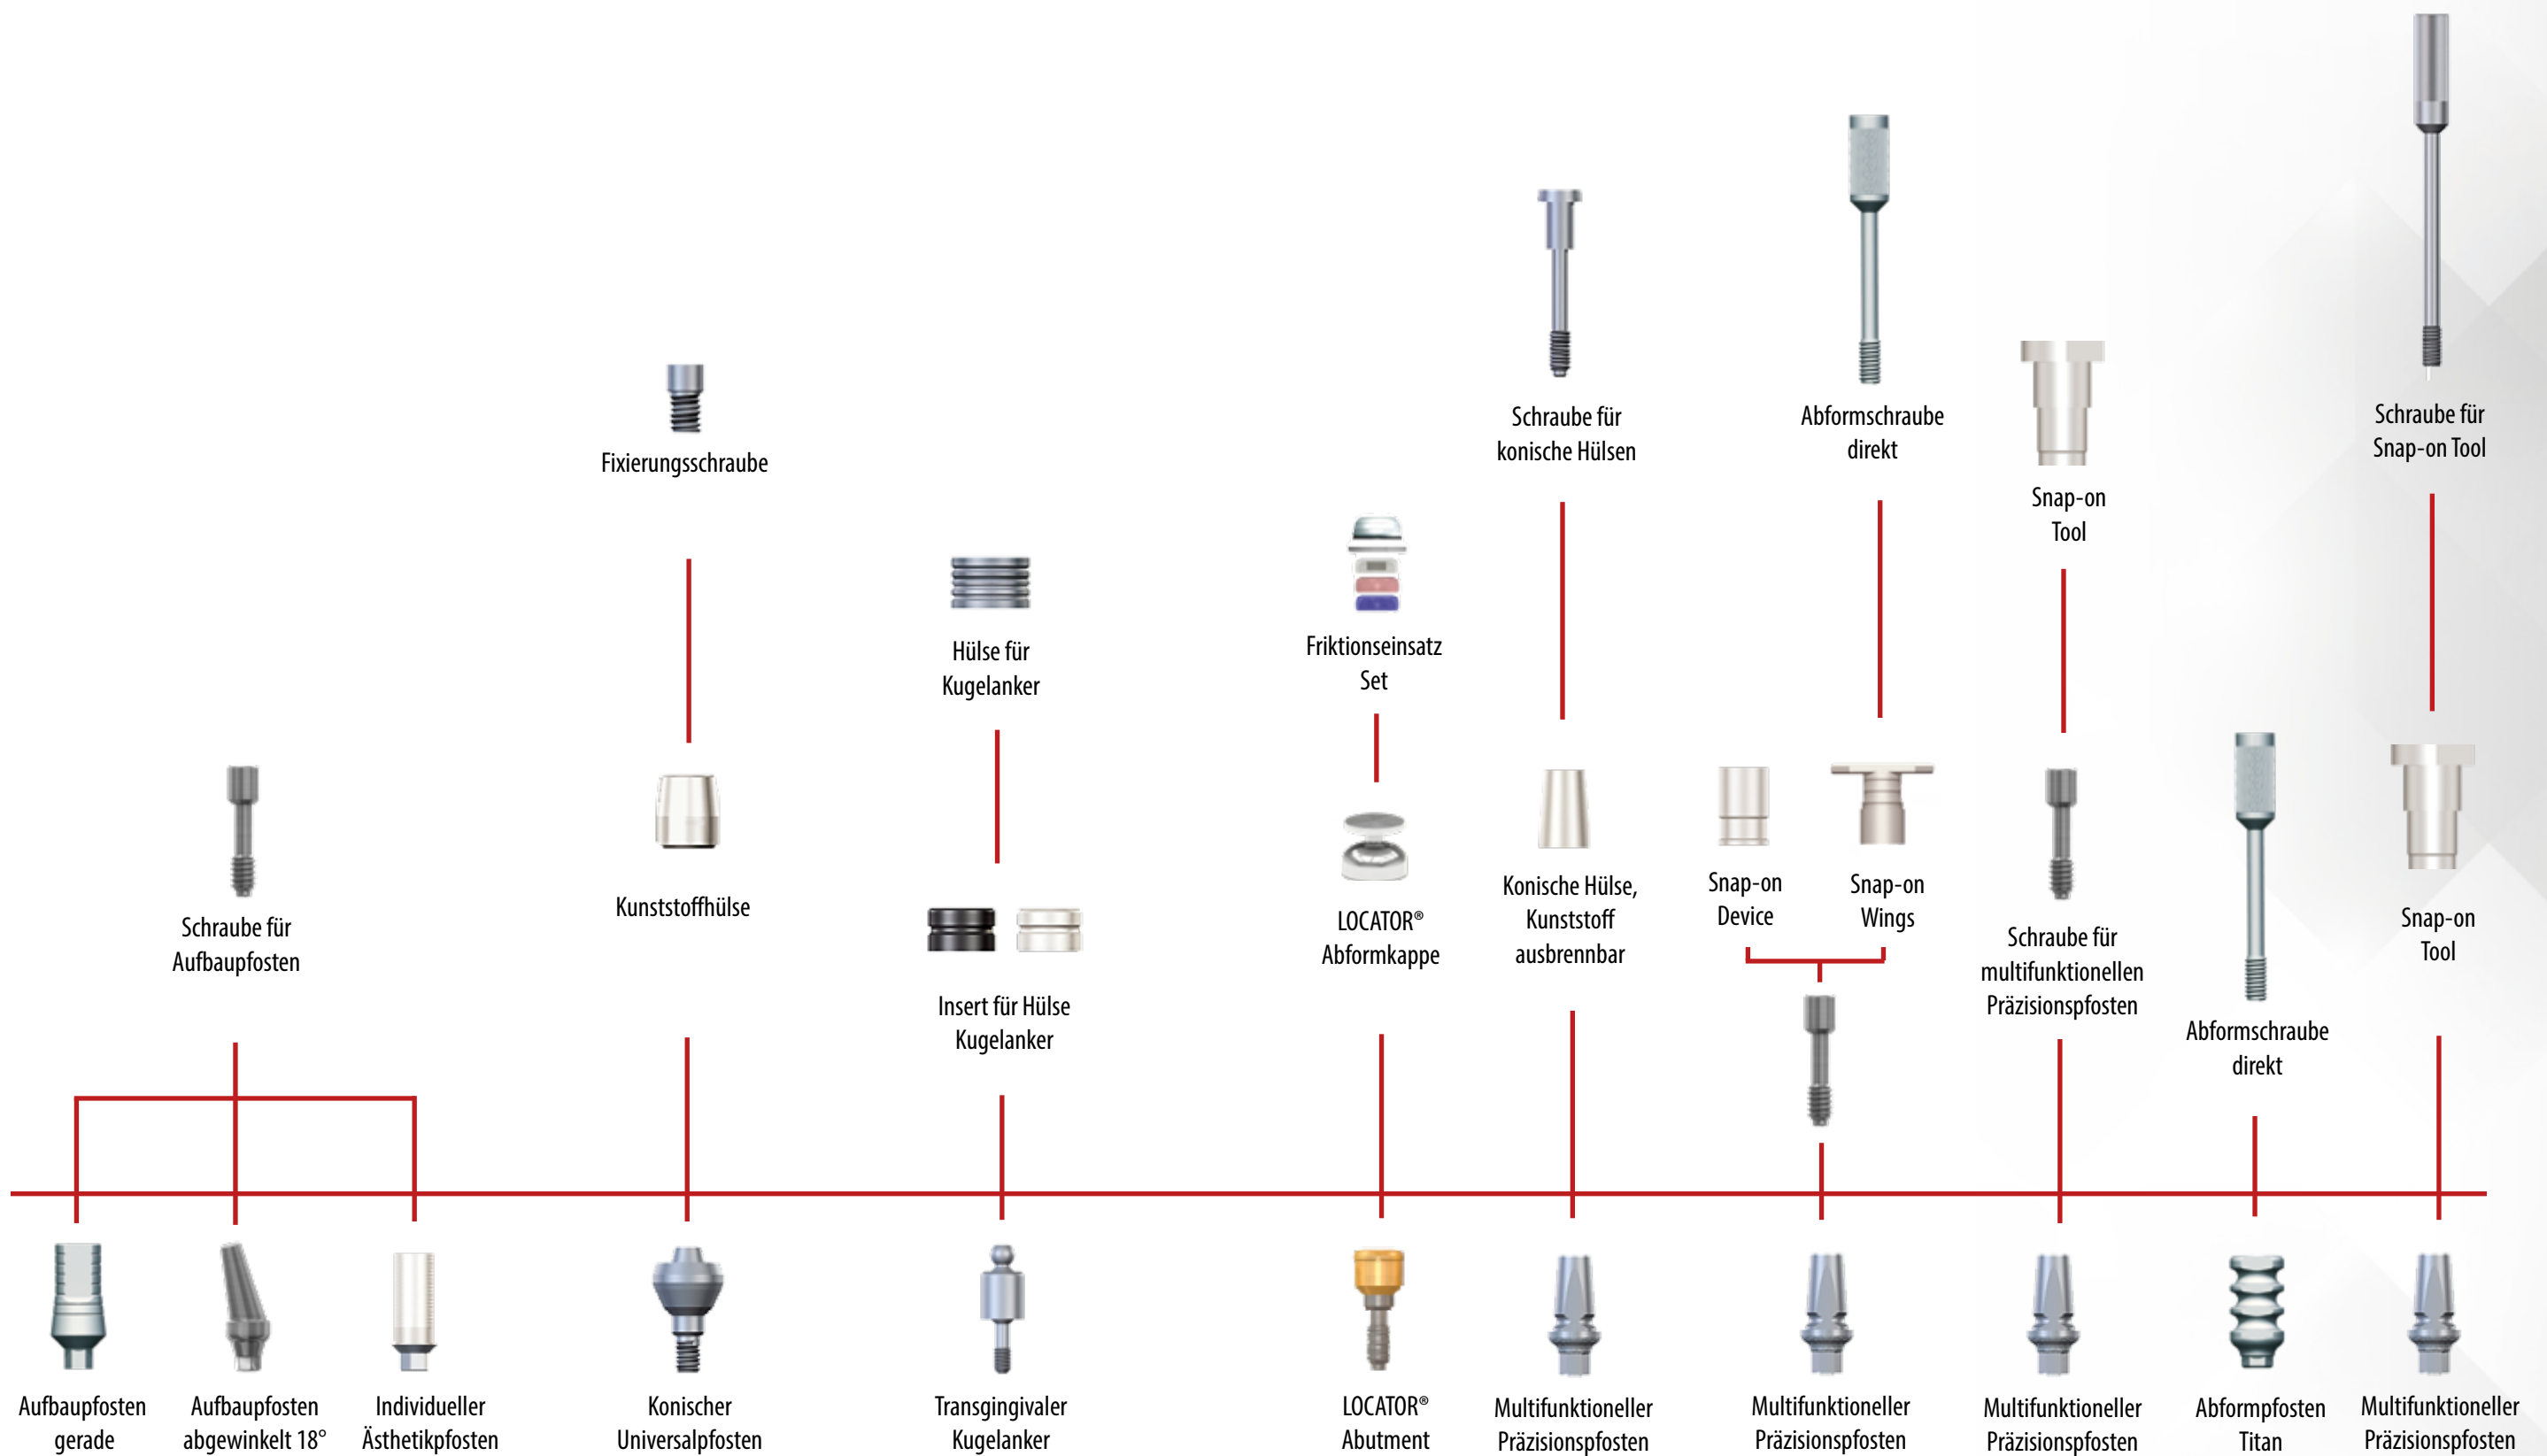 Fixierungsschraube
Schraube für
konische Hülsen
Abformschraube
direkt
Snap-on
Tool
Schraube für
Snap-on Tool
Hülse für
Kugelanker
Friktionseinsatz
Set
Schraube für
Aufbaupfosten
Kunststoffhülse
Insert für Hülse
Kugelanker
LOCATOR®
Abformkappe
Konische Hülse,
Kunststoff
ausbrennbar
Snap-on
Device
Snap-on
Wings
Schraube für
multifunktionellen
Präzisionspfosten
Abformschraube
direkt
Snap-on
Tool
Aufbaupfosten
gerade
Aufbaupfosten
abgewinkelt 18°
Individueller
Ästhetikpfosten
Konischer
Universalpfosten
Transgingivaler
Kugelanker
LOCATOR®
Abutment
Multifunktioneller
Präzisionspfosten
Multifunktioneller
Präzisionspfosten
Multifunktioneller
Präzisionspfosten
Abformpfosten
Titan
Multifunktioneller
Präzisionspfosten